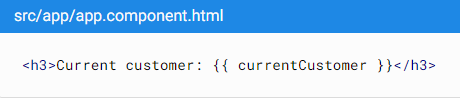 src/app/app.component.html
<h3>Current customer: {{ currentCustomer }}</h3>